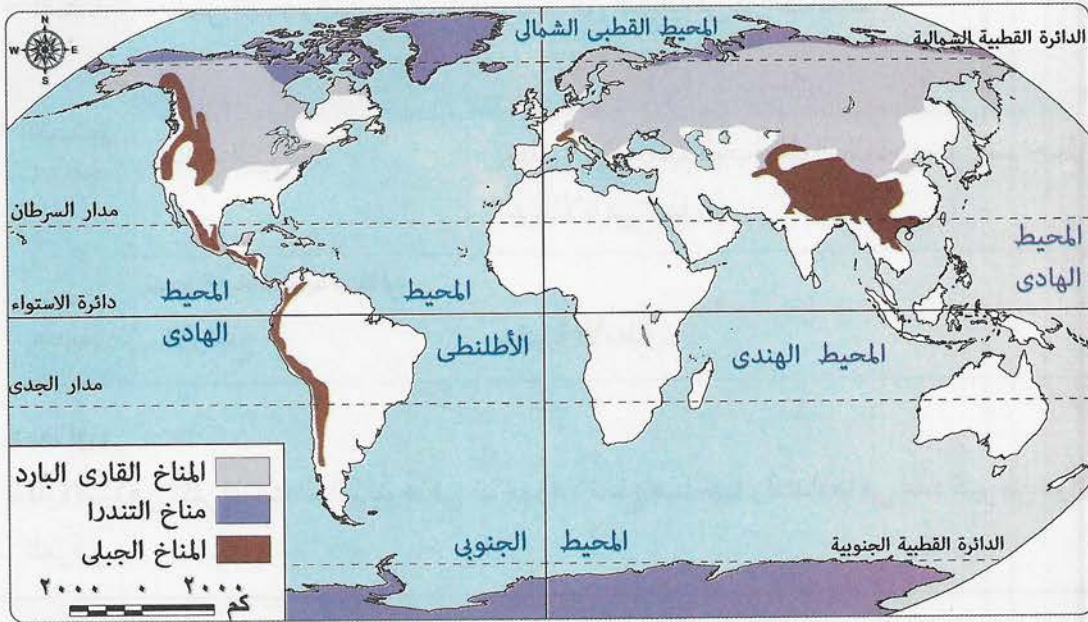 N
W E
S
المحيط القطبى الشمالى
الدائرة القطبية الشمالية
مدار السرطان
المحيط
الهادى
دائرة الاستواء
المحيط
الهادى
المحيط
الأطلنطى
المحيط الهندى
مدار الجدى
المناخ القارى البارد
مناخ التندرا
المناخ الجبلى
٢٠٠٠ ٠ ٢٠٠٠
كم
المحيط الجنوبى
الدائرة القطبية الجنوبية